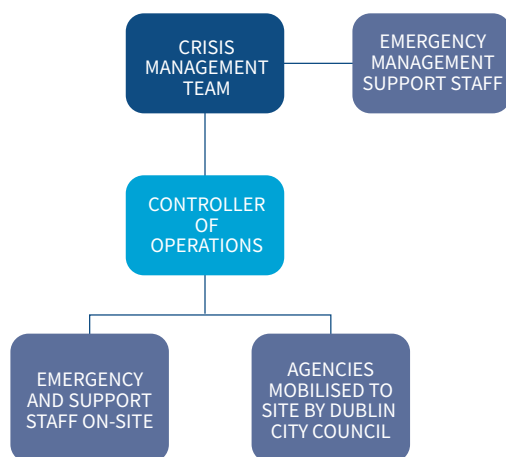 CRISIS
MANAGEMENT
TEAM
EMERGENCY
MANAGEMENT
SUPPORT STAFF
CONTROLLER
OF
OPERATIONS
EMERGENCY
AND SUPPORT
STAFF ON-SITE
AGENCIES
MOBILISED TO
SITE BY DUBLIN
CITY COUNCIL